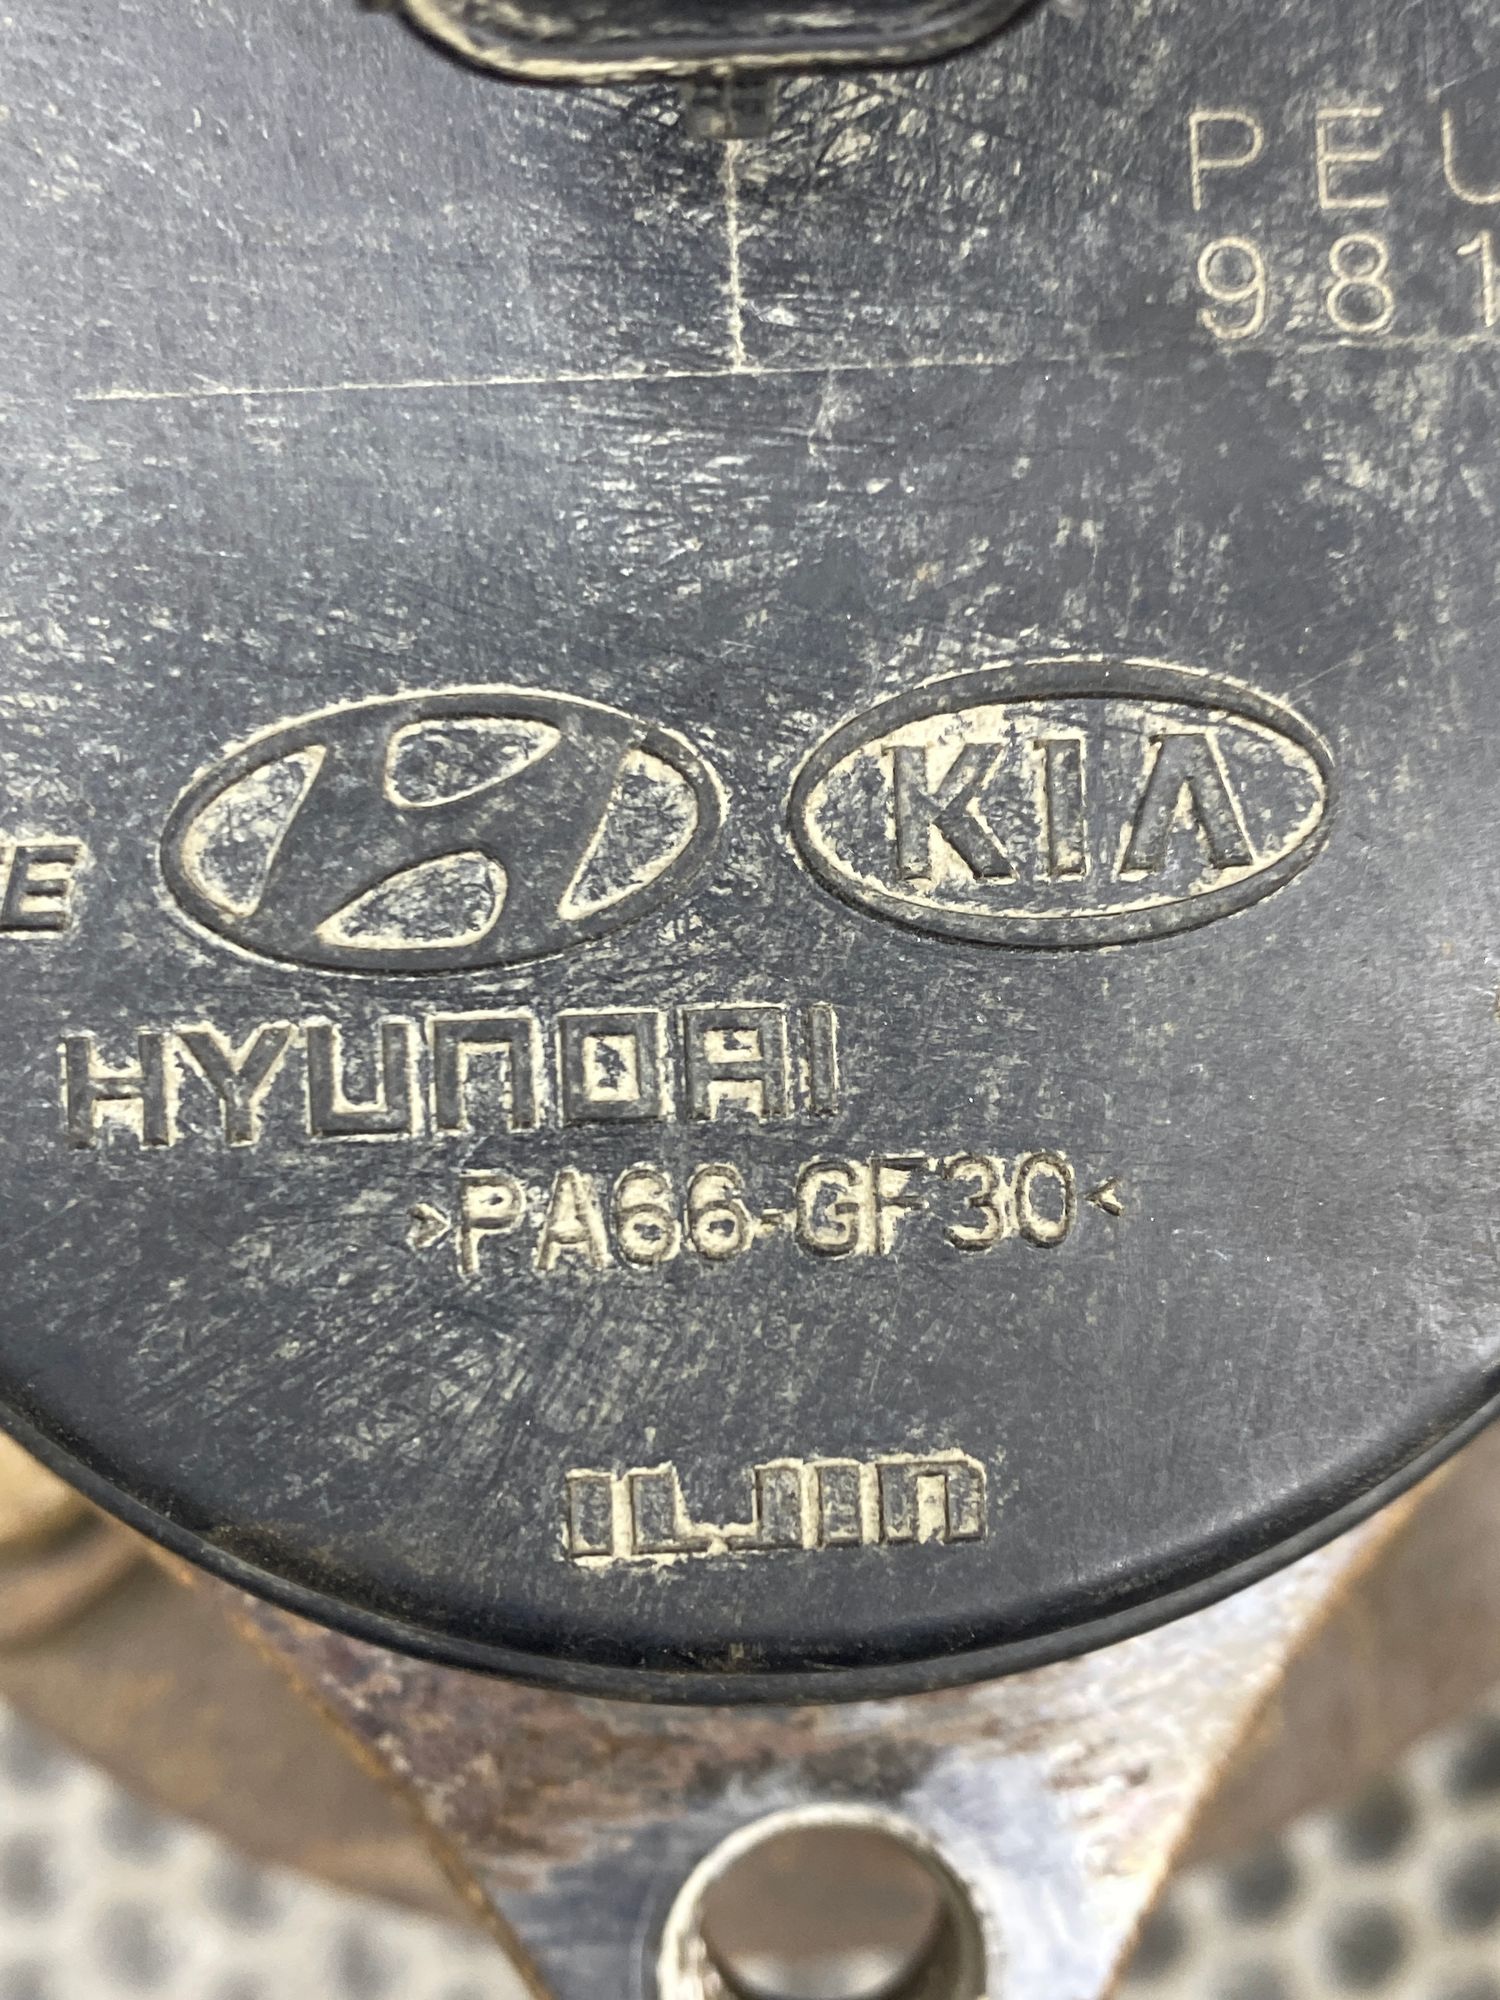 PEU
981
E
KIA
HYUNDAI
>PA66-GF30<
ILJIN